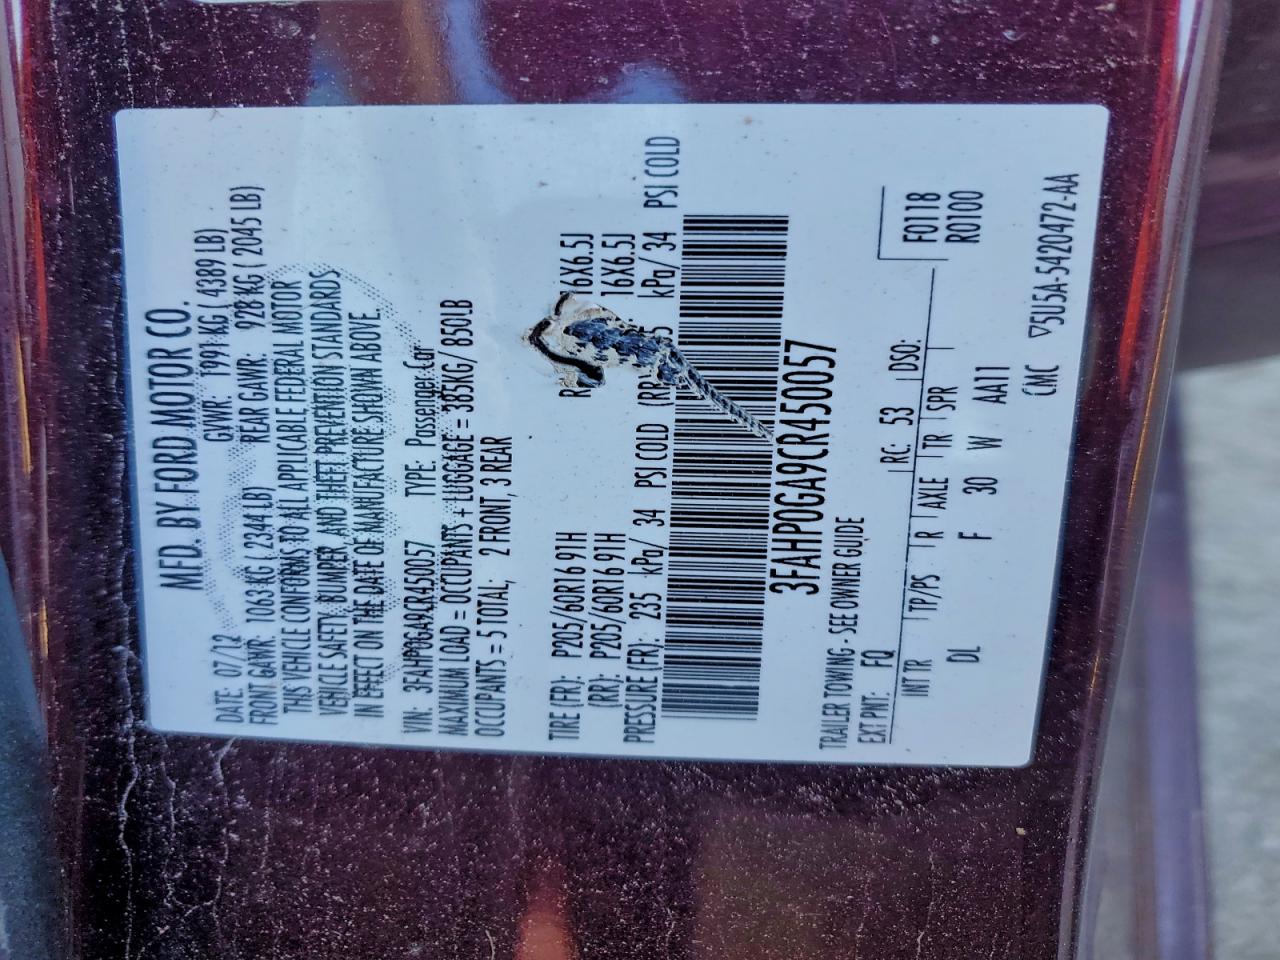 MFD. BY FORD MOTOR CO.
DATE: 07/12 GVWR: 1991 KG ( 4389 LB)
FRONT GAWR: 1063 KG ( 2344 LB) REAR GAWR: 928 KG ( 2045 LB)
THIS VEHICLE CONFORMS TO ALL APPLICABLE FEDERAL MOTOR
VEHICLE SAFETY, BUMPER, AND THEFT PREVENTION STANDARDS
IN EFFECT ON THE DATE OF MANUFACTURE SHOWN ABOVE.
VIN: 3FAHP0GA9CR450057 TYPE: Passenger Car
MAXIMUM LOAD = OCCUPANTS + LUGGAGE = 385KG/ 850LB
OCCUPANTS = 5 TOTAL, 2 FRONT, 3 REAR
TIRE (FR): P205/60R16 91H 16X6.5J
(RR): P205/60R16 91H 16X6.5J
PRESSURE (FR): 235 kPa/ 34 PSI COLD kPa/ 34 PSI COLD
3FAHP0GA9CR450057
TRAILER TOWING - SEE OWNER GUIDE
EXT PNT: FQ RC: 53 DSO: F0118
INT TR TP/PS R AXLE TR SPR R0100
DL F 30 W AA11
CMC ▽5U5A-5420472-AA